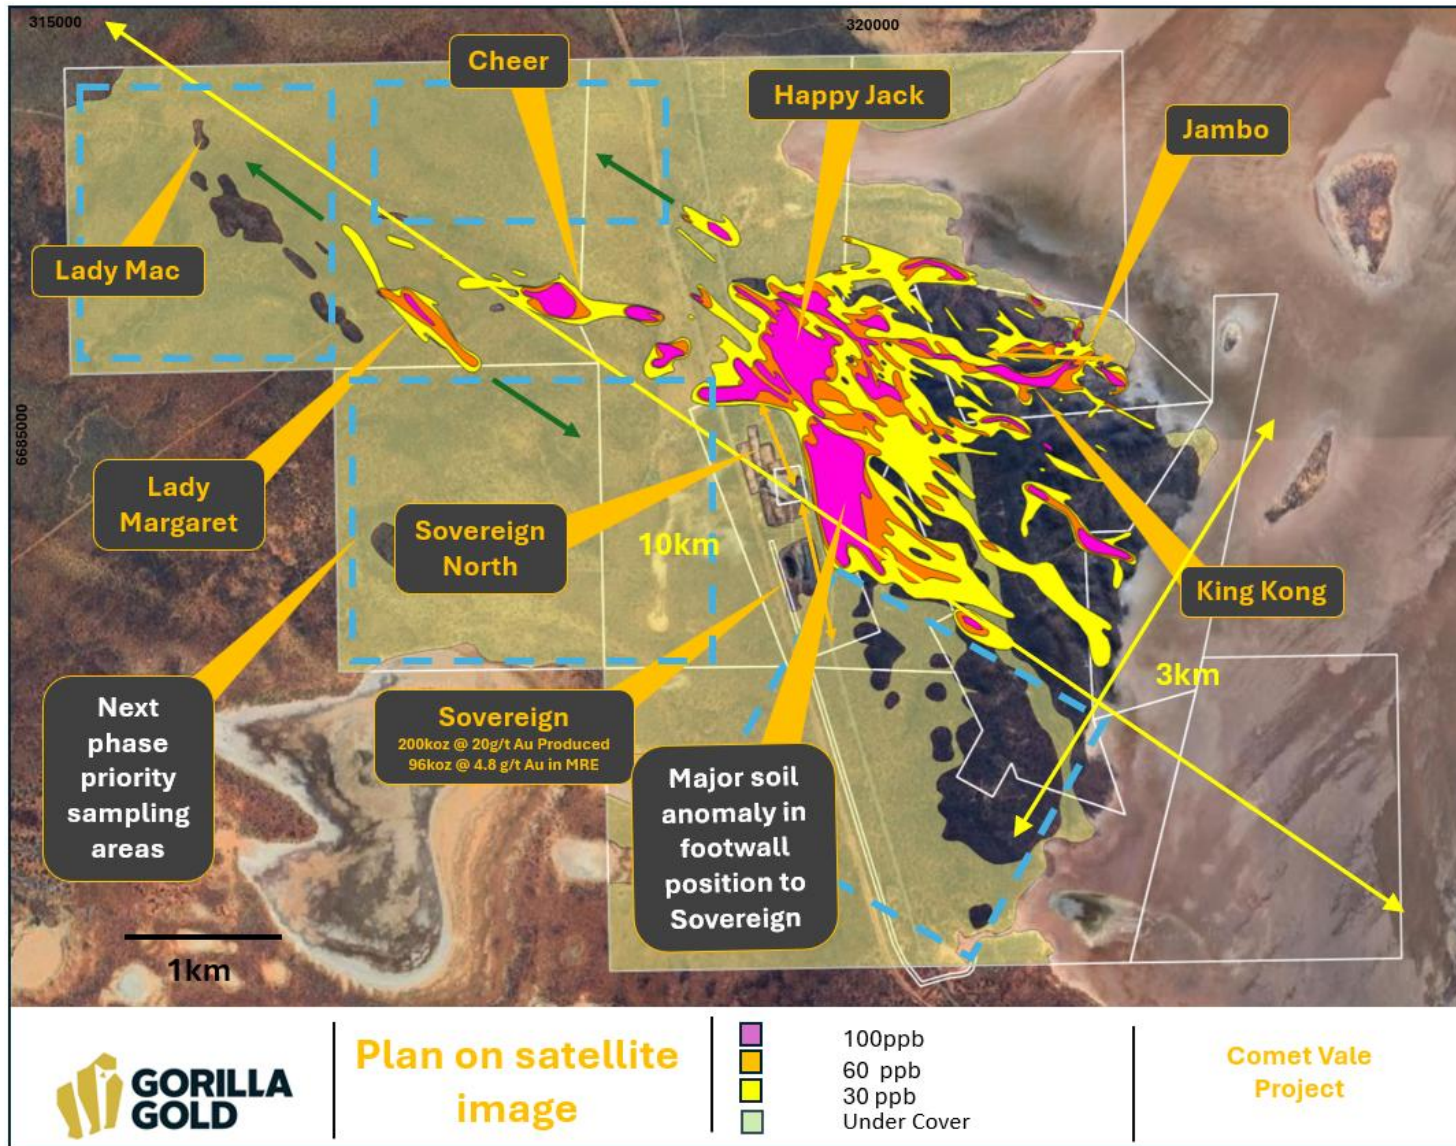 315000
320000
Cheer
Happy Jack
Jambo
Lady Mac
6685000
Lady
Margaret
Sovereign
North
10km
King Kong
3km
Next
phase
priority
sampling
areas
Sovereign
200koz @ 20g/t Au Produced
96koz @ 4.8 g/t Au in MRE
Major soil
anomaly in
footwall
position to
Sovereign
1km
GORILLA
GOLD
Plan on satellite
image
100ppb
60 ppb
30 ppb
Under Cover
Comet Vale
Project